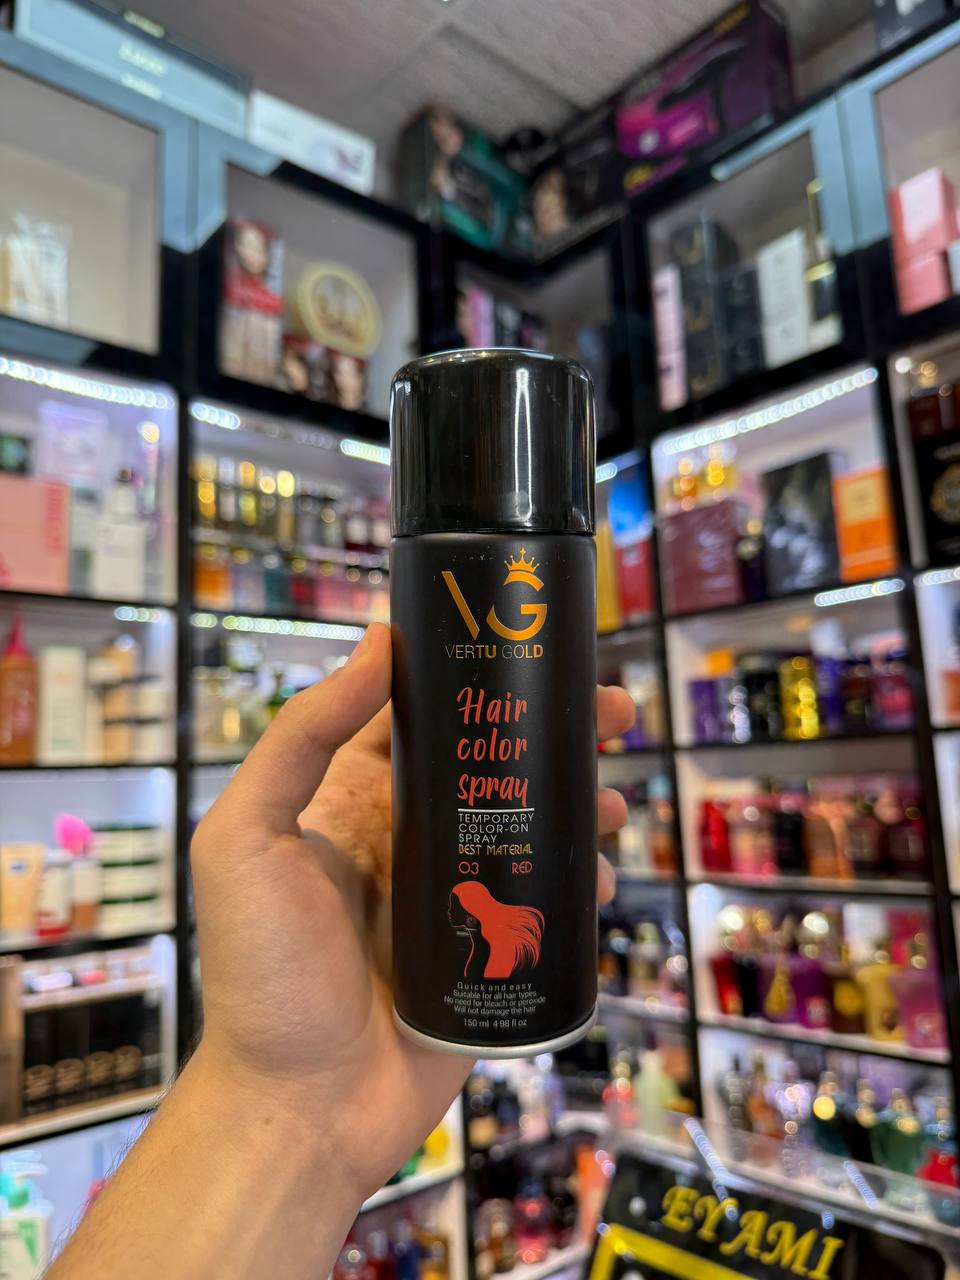 VG
VERTU GOLD
Hair
color
spray
TEMPORARY
COLOR-ON
SPRAY
BEST MATERIAL
03 RED
Quick and easy
Suitable for all hair types
No need for bleach or peroxide
Will not damage the hair
150 ml 4 98 fl oz
EYAMI